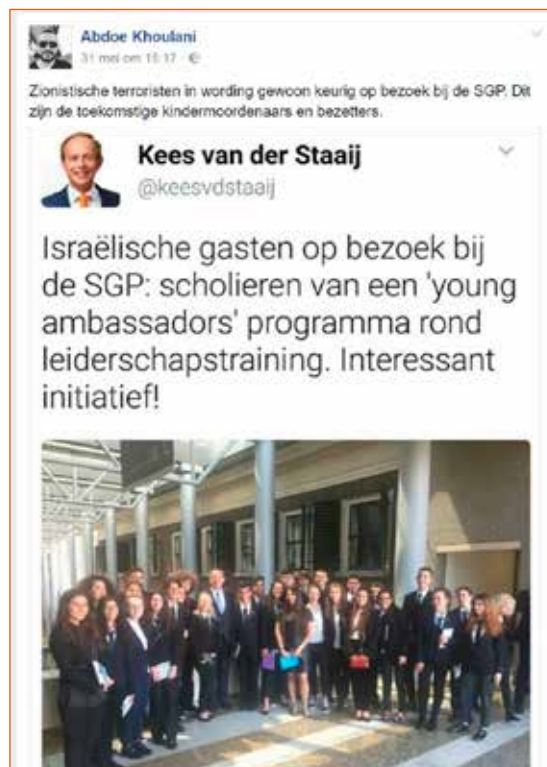 Abdoe Khoulani
31 mei om 15:17
Zionistische terroristen in wording gewoon keurig op bezoek bij de SGP. Dit
zijn de toekomstige kindermoordenaars en bezetters.
Kees van der Staaij
@keesvdstaaij
Israëlische gasten op bezoek bij
de SGP: scholieren van een 'young
ambassadors' programma rond
leiderschapstraining. Interessant
initiatief!